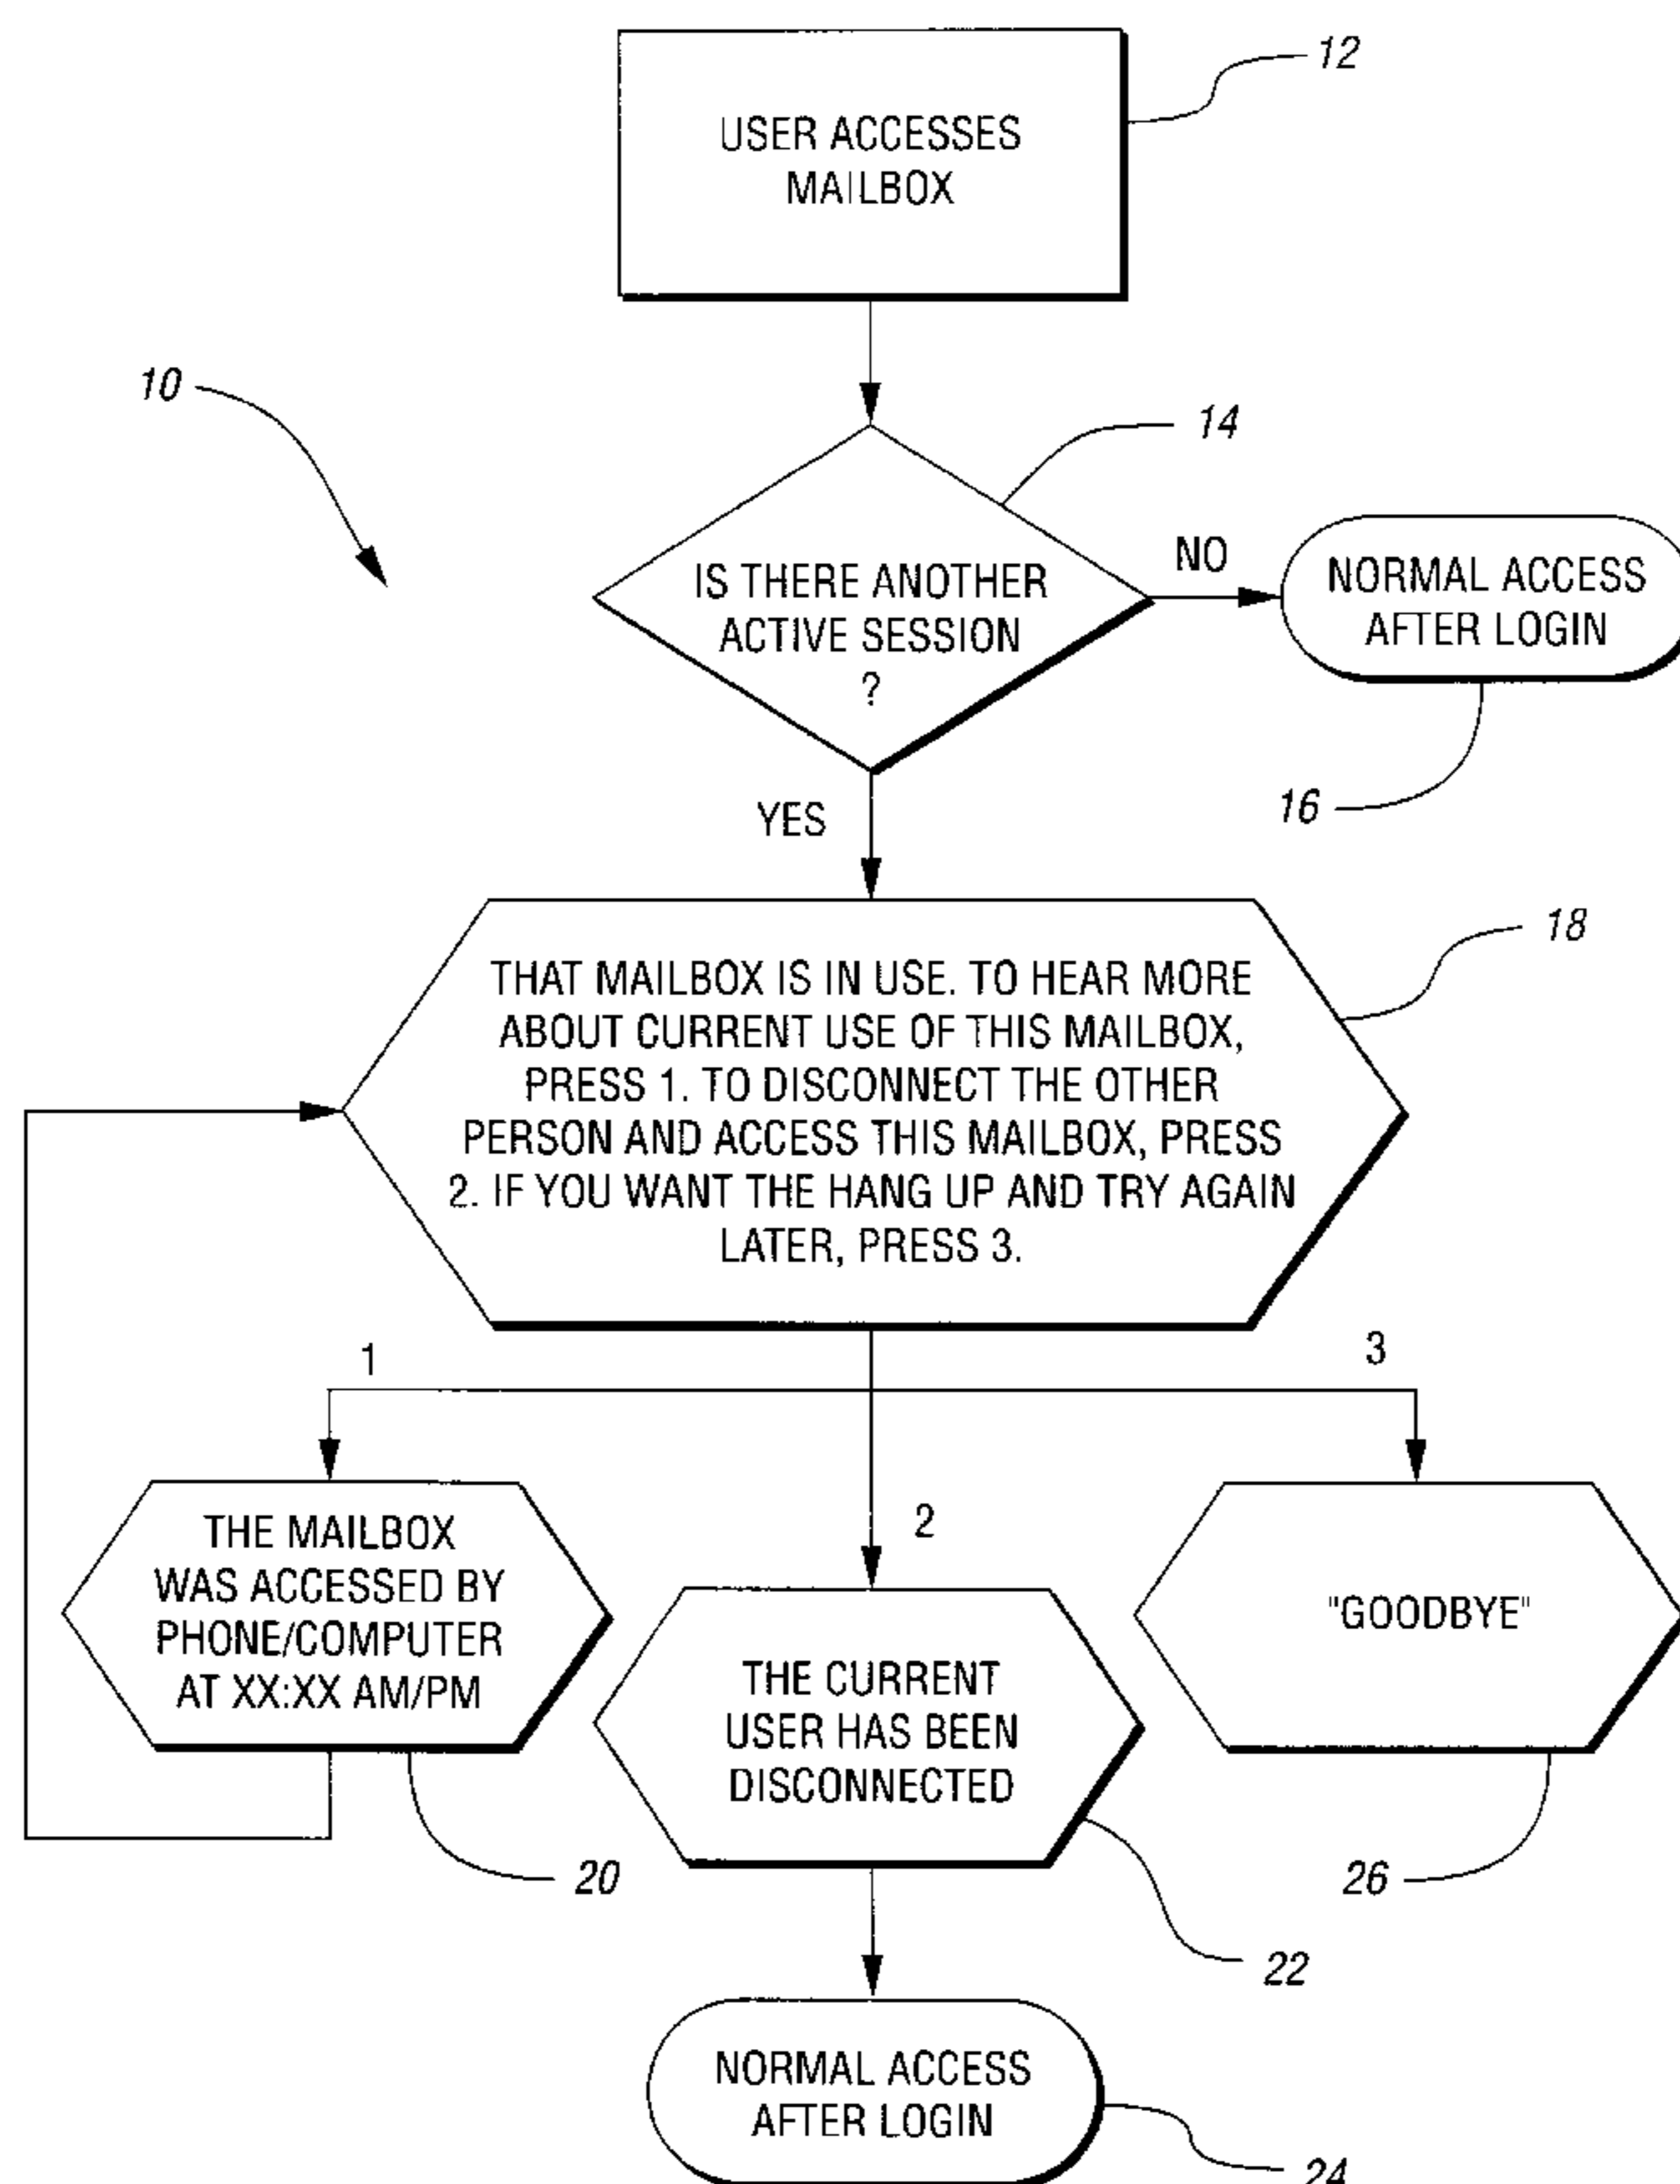 12
USER ACCESSES
MAILBOX
10
14
IS THERE ANOTHER
ACTIVE SESSION
?
NO
NORMAL ACCESS
AFTER LOGIN
16
YES
18
THAT MAILBOX IS IN USE. TO HEAR MORE
ABOUT CURRENT USE OF THIS MAILBOX,
PRESS 1. TO DISCONNECT THE OTHER
PERSON AND ACCESS THIS MAILBOX, PRESS
2. IF YOU WANT THE HANG UP AND TRY AGAIN
LATER, PRESS 3.
1
3
THE MAILBOX
WAS ACCESSED BY
PHONE/COMPUTER
AT XX:XX AM/PM
20
2
THE CURRENT
USER HAS BEEN
DISCONNECTED
22
"GOODBYE"
26
NORMAL ACCESS
AFTER LOGIN
24